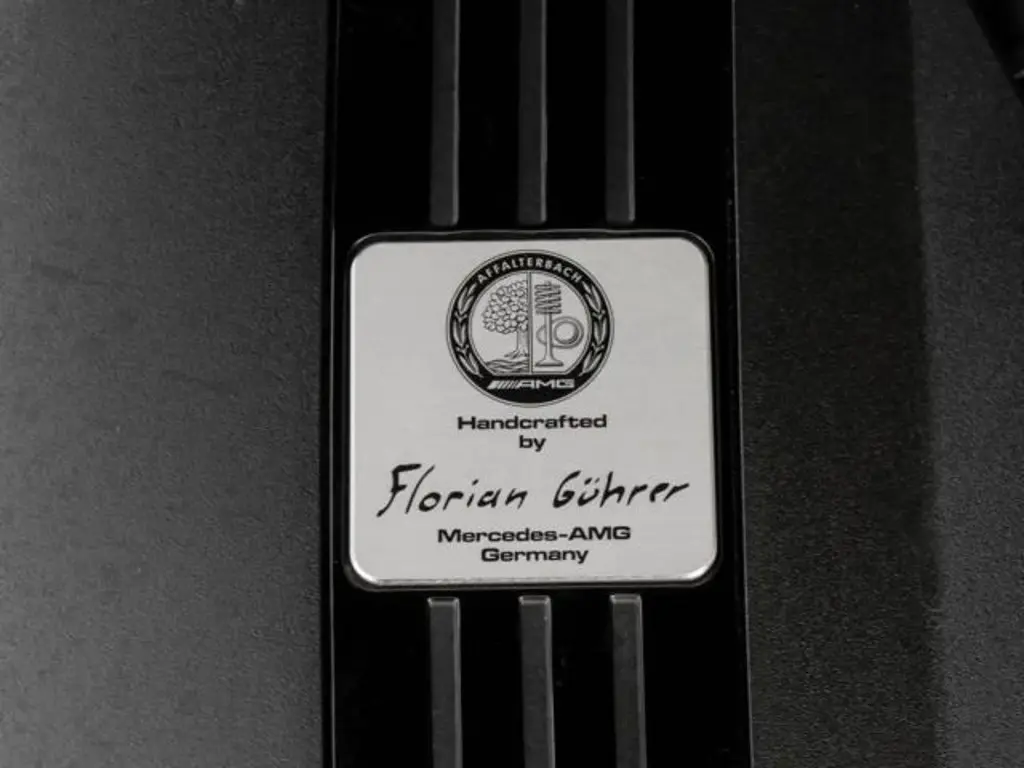 AFFALTERBACH
AMG
Handcrafted
by
Florian Gührer
Mercedes-AMG
Germany